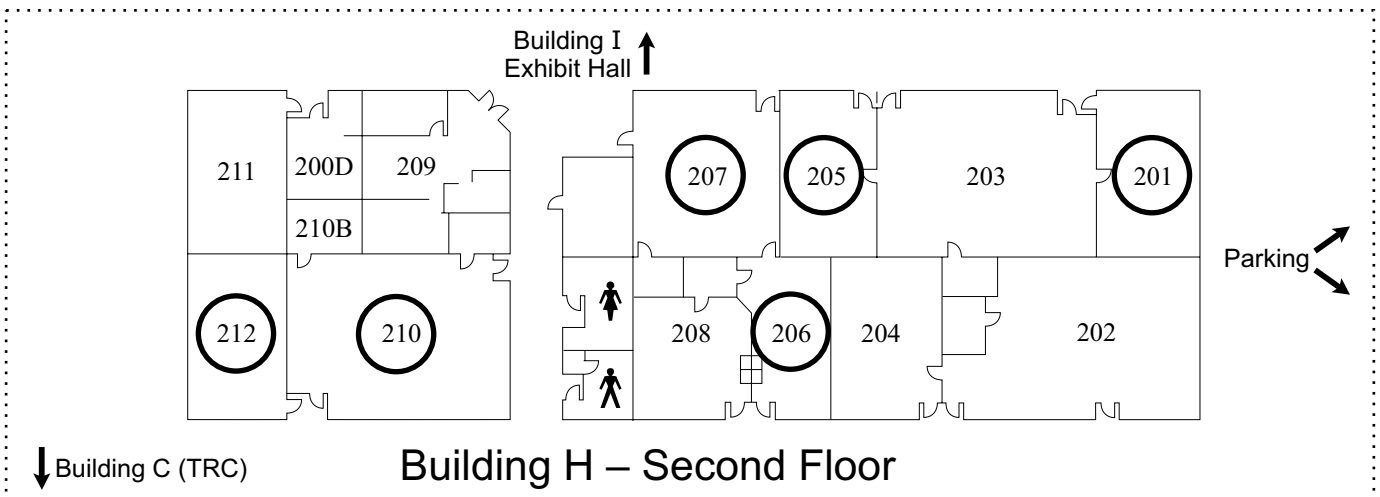 Building I
Exhibit Hall
211
200D
209
207
205
203
201
210B
Parking
212
210
208
206
204
202
Building C (TRC)
Building H – Second Floor